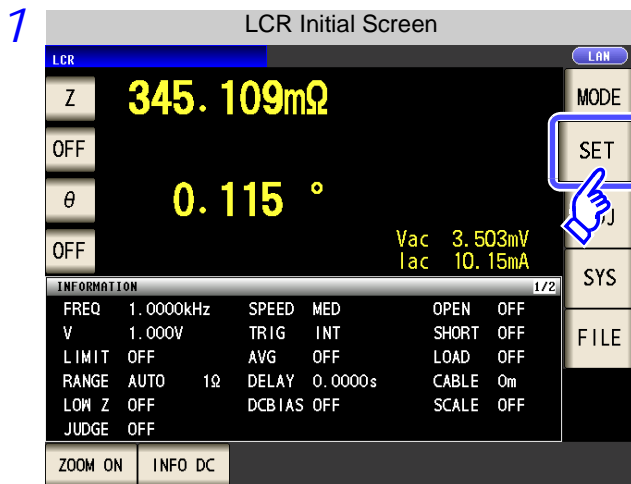 1
LCR Initial Screen
LCR
LAN
Z 345.109mΩ
MODE
OFF
SET
θ 0.115 °
OFF
Vac 3.503mV
Iac 10.15mA
SYS
INFORMATION 1/2
FREQ 1.0000kHz SPEED MED OPEN OFF
V 1.000V TRIG INT SHORT OFF
FILE
LIMIT OFF AVG OFF LOAD OFF
RANGE AUTO 1Ω DELAY 0.0000s CABLE 0m
LOW Z OFF DCBIAS OFF SCALE OFF
JUDGE OFF
ZOOM ON INFO DC